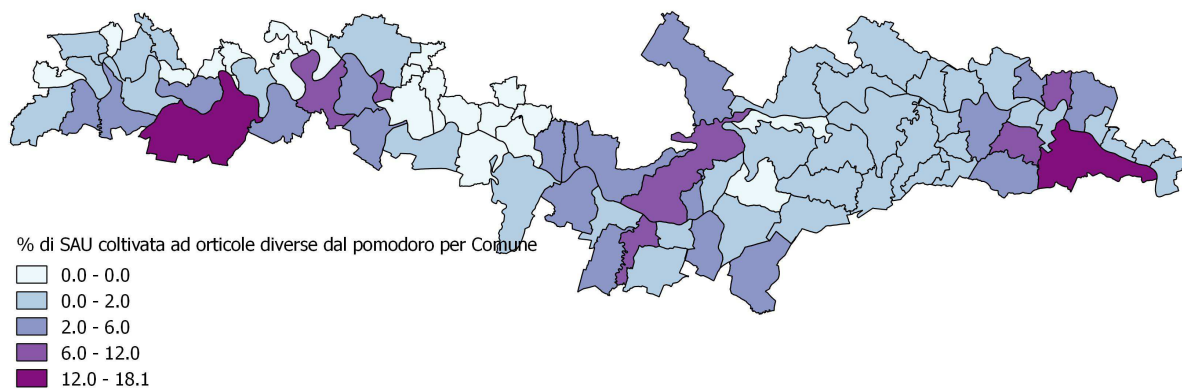 % di SAU coltivata ad orticole diverse dal pomodoro per Comune
0.0 - 0.0
0.0 - 2.0
2.0 - 6.0
6.0 - 12.0
12.0 - 18.1